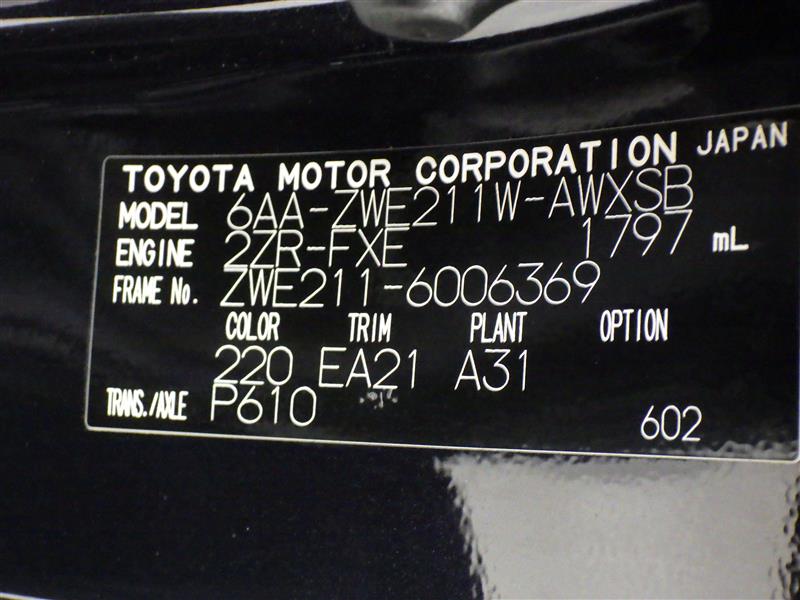 TOYOTA MOTOR CORPORATION JAPAN
MODEL 6AA-ZWE211W-AWXSB
ENGINE 2ZR-FXE 1797 mL
FRAME No. ZWE211-6006369
COLOR TRIM PLANT OPTION
220 EA21 A31
TRANS./AXLE P610
602